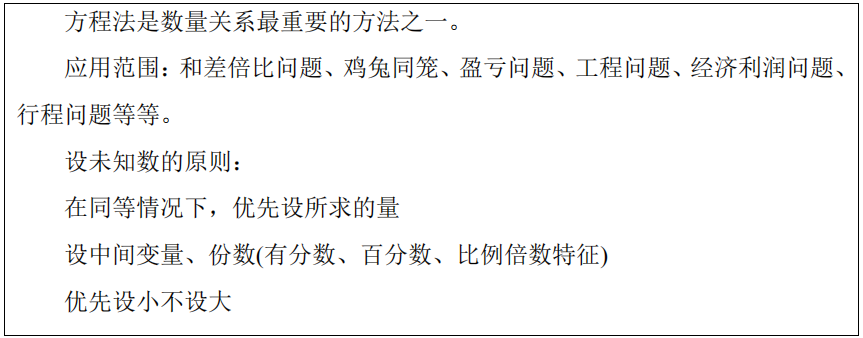 方程法是数量关系最重要的方法之一。
应用范围：和差倍比问题、鸡兔同笼、盈亏问题、工程问题、经济利润问题、
行程问题等等。
设未知数的原则：
在同等情况下，优先设所求的量
设中间变量、份数(有分数、百分数、比例倍数特征)
优先设小不设大